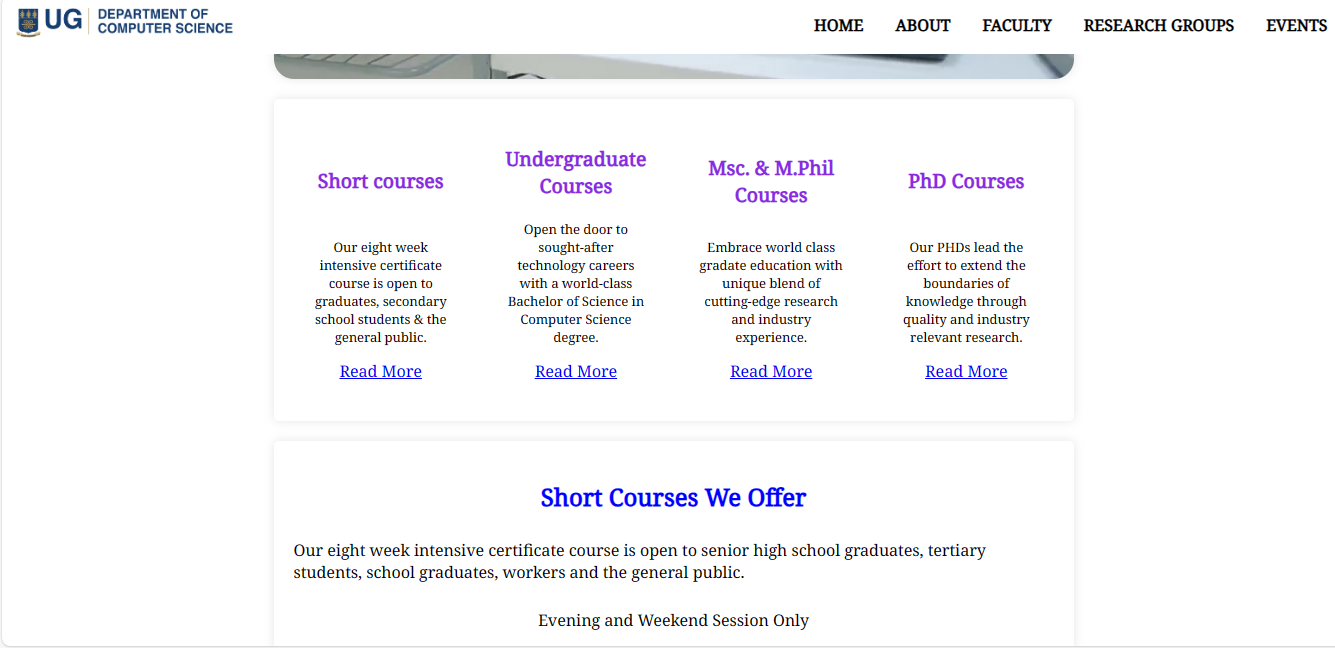 UG
DEPARTMENT OF
COMPUTER SCIENCE
HOME
ABOUT
FACULTY
RESEARCH GROUPS
EVENTS
Short courses
Our eight week
intensive certificate
course is open to
graduates, secondary
school students & the
general public.
Read More
Undergraduate
Courses
Open the door to
sought-after
technology careers
with a world-class
Bachelor of Science in
Computer Science
degree.
Read More
Msc. & M.Phil
Courses
Embrace world class
gradate education with
unique blend of
cutting-edge research
and industry
experience.
Read More
PhD Courses
Our PHDs lead the
effort to extend the
boundaries of
knowledge through
quality and industry
relevant research.
Read More
Short Courses We Offer
Our eight week intensive certificate course is open to senior high school graduates, tertiary
students, school graduates, workers and the general public.
Evening and Weekend Session Only